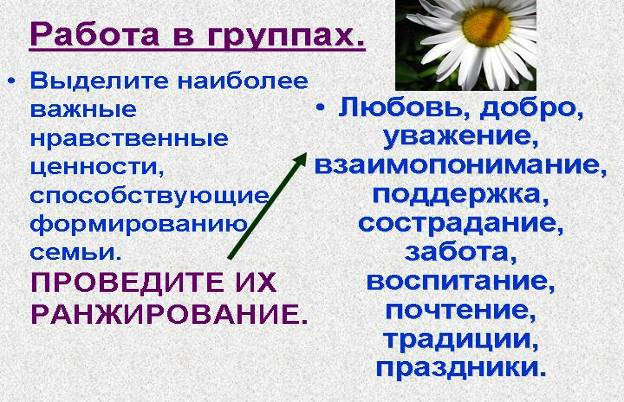 Работа в группах.
• Выделите наиболее
важные
нравственные
ценности,
способствующие
формированию
семьи.
ПРОВЕДИТЕ ИХ
РАНЖИРОВАНИЕ.
• Любовь, добро,
уважение,
взаимопонимание,
поддержка,
сострадание,
забота,
воспитание,
почтение,
традиции,
праздники.